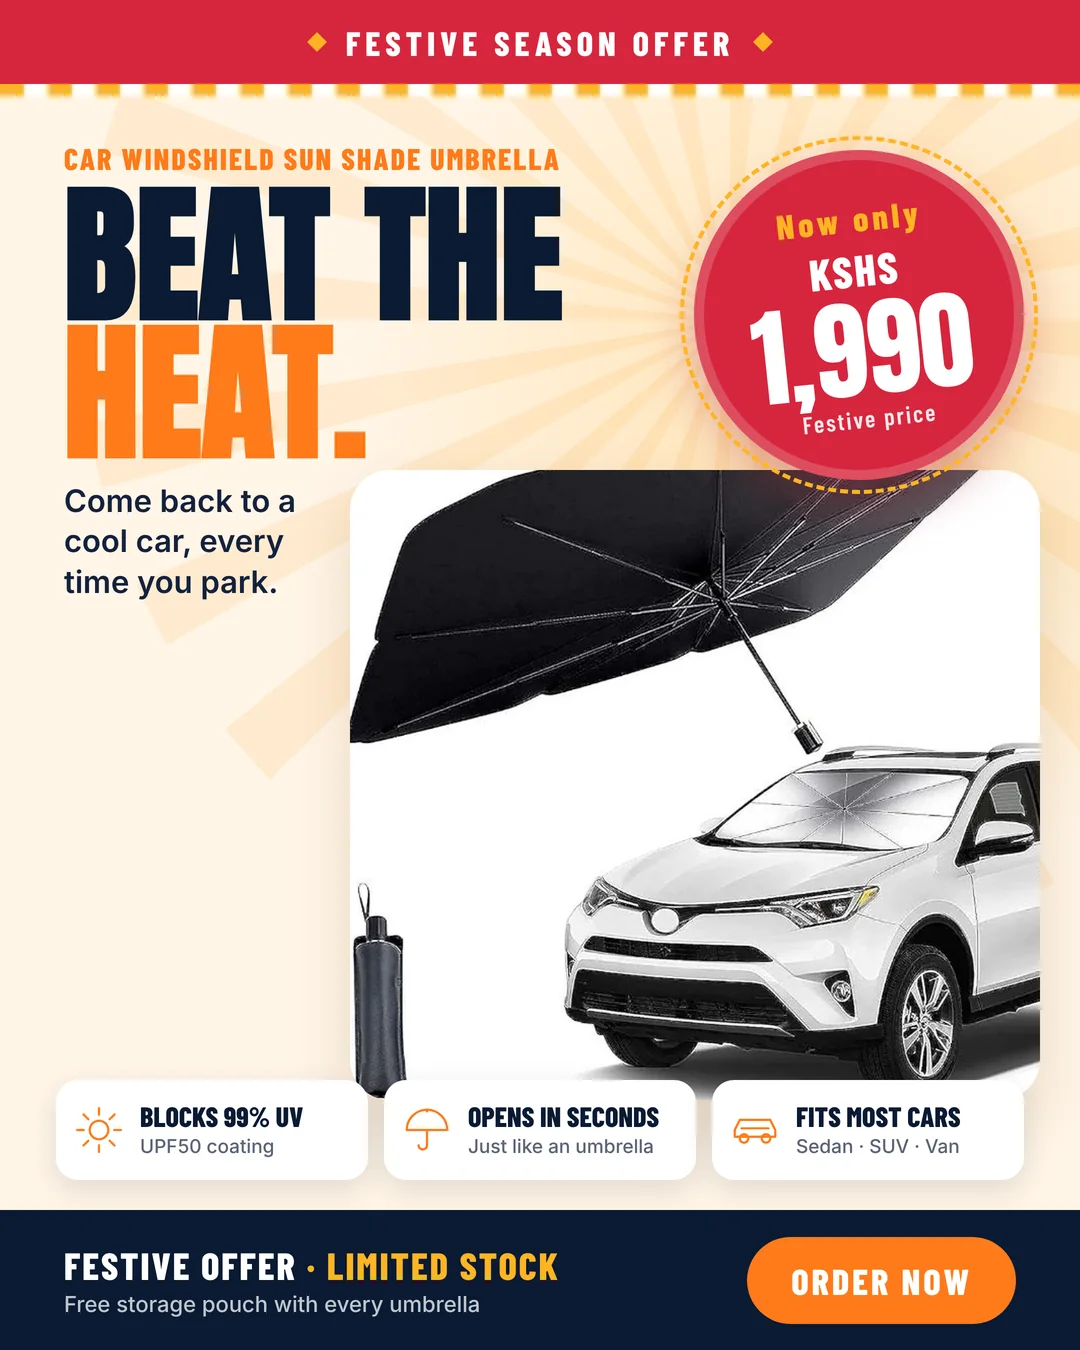 FESTIVE SEASON OFFER
CAR WINDSHIELD SUN SHADE UMBRELLA
BEAT THE
HEAT.
Now only
KSHS
1,990
Festive price
Come back to a
cool car, every
time you park.
BLOCKS 99% UV
UPF50 coating
OPENS IN SECONDS
Just like an umbrella
FITS MOST CARS
Sedan · SUV · Van
FESTIVE OFFER · LIMITED STOCK
Free storage pouch with every umbrella
ORDER NOW